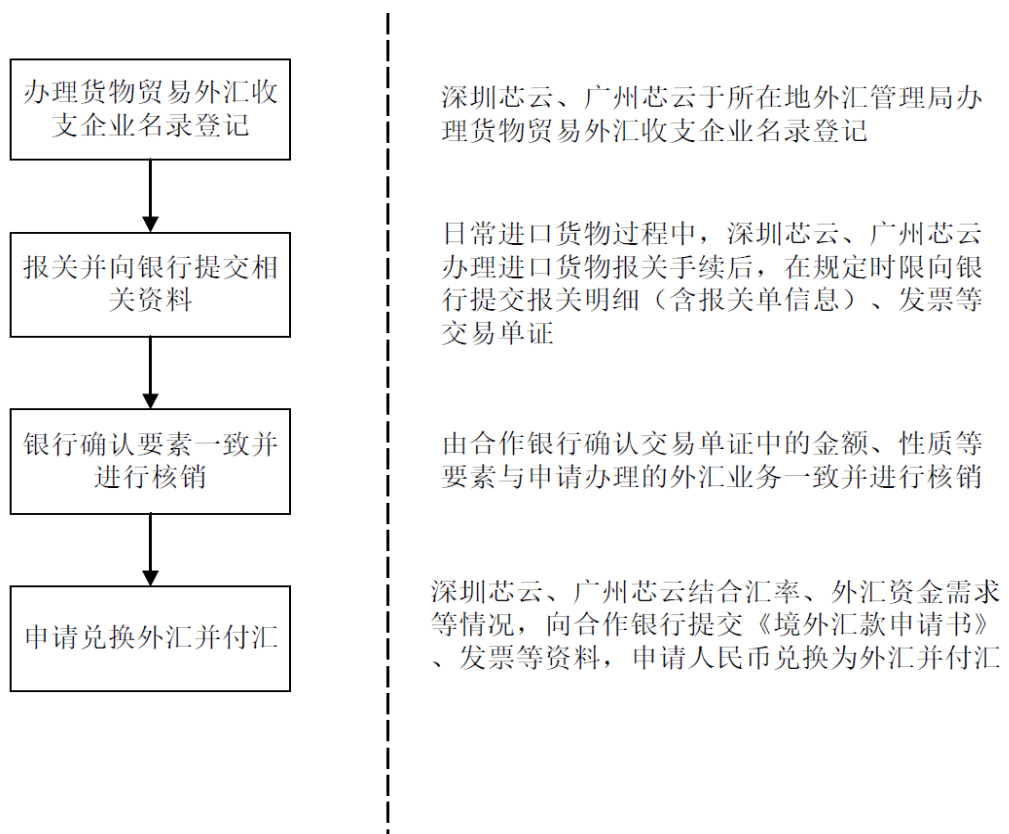 办理货物贸易外汇收
支企业名录登记
深圳芯云、广州芯云于所在地外汇管理局办
理货物贸易外汇收支企业名录登记
报关并向银行提交相
关资料
日常进口货物过程中，深圳芯云、广州芯云
办理进口货物报关手续后，在规定时限向银
行提交报关明细（含报关单信息）、发票等
交易单证
银行确认要素一致并
进行核销
由合作银行确认交易单证中的金额、性质等
要素与申请办理的外汇业务一致并进行核销
申请兑换外汇并付汇
深圳芯云、广州芯云结合汇率、外汇资金需求
等情况，向合作银行提交《境外汇款申请书》
、发票等资料，申请人民币兑换为外汇并付汇